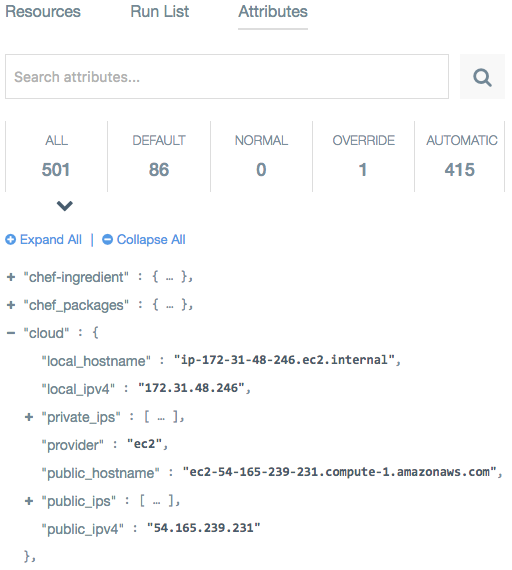 Resources Run List Attributes
Search attributes...
ALL DEFAULT NORMAL OVERRIDE AUTOMATIC
501 86 0 1 415
Expand All | Collapse All
+ "chef-ingredient" : { … },
+ "chef_packages" : { … },
− "cloud" : {
"local_hostname" : "ip-172-31-48-246.ec2.internal",
"local_ipv4" : "172.31.48.246",
+ "private_ips" : [ … ],
"provider" : "ec2",
"public_hostname" : "ec2-54-165-239-231.compute-1.amazonaws.com",
+ "public_ips" : [ … ],
"public_ipv4" : "54.165.239.231"
},